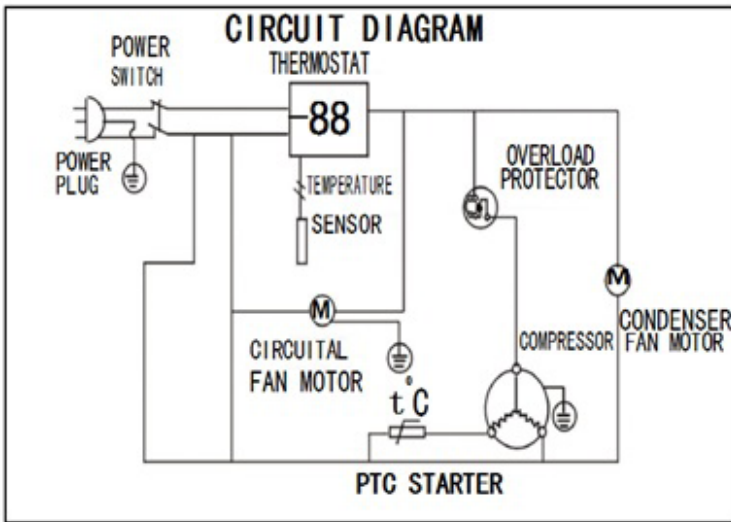 CIRCUIT DIAGRAM
POWER
SWITCH
THERMOSTAT
-88
POWER
PLUG
TEMPERATURE
SENSOR
OVERLOAD
PROTECTOR
M
M
CIRCUITAL
FAN MOTOR
COMPRESSOR
CONDENSER
FAN MOTOR
t°C
PTC STARTER